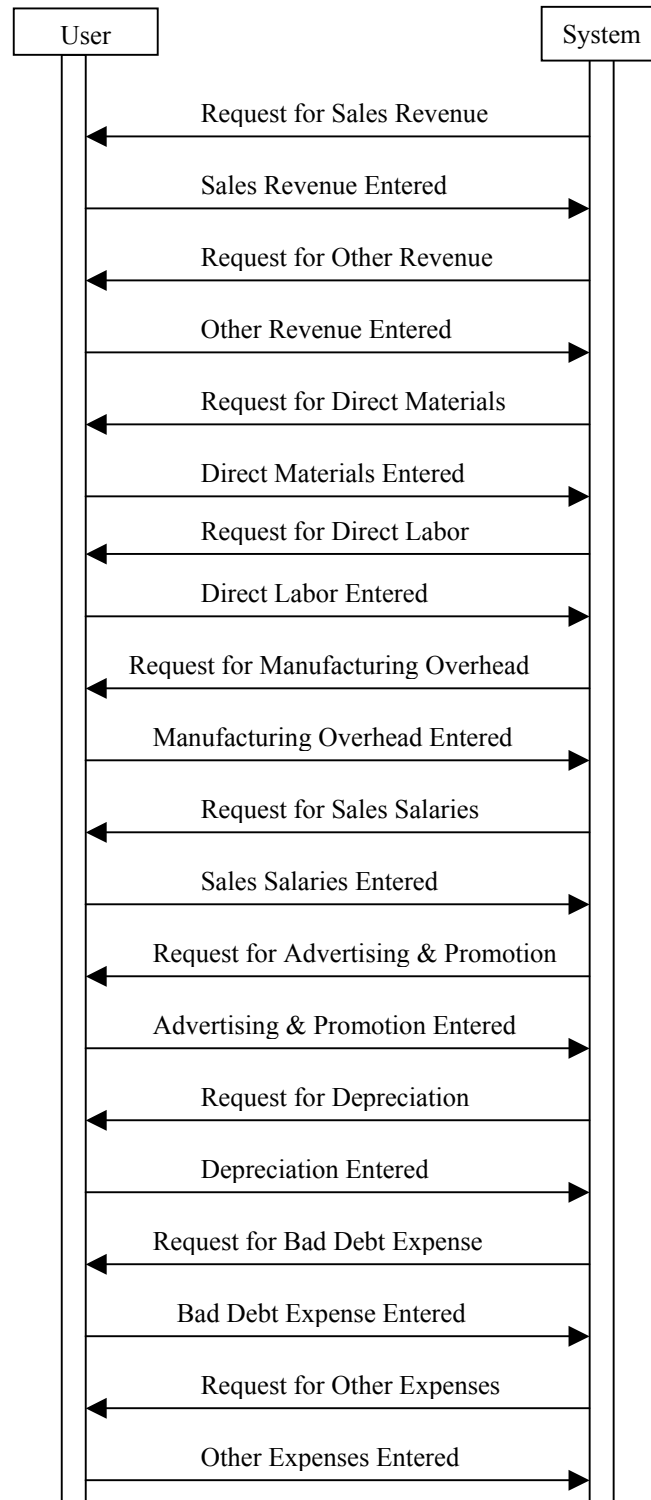 User
System
Request for Sales Revenue
Sales Revenue Entered
Request for Other Revenue
Other Revenue Entered
Request for Direct Materials
Direct Materials Entered
Request for Direct Labor
Direct Labor Entered
Request for Manufacturing Overhead
Manufacturing Overhead Entered
Request for Sales Salaries
Sales Salaries Entered
Request for Advertising & Promotion
Advertising & Promotion Entered
Request for Depreciation
Depreciation Entered
Request for Bad Debt Expense
Bad Debt Expense Entered
Request for Other Expenses
Other Expenses Entered